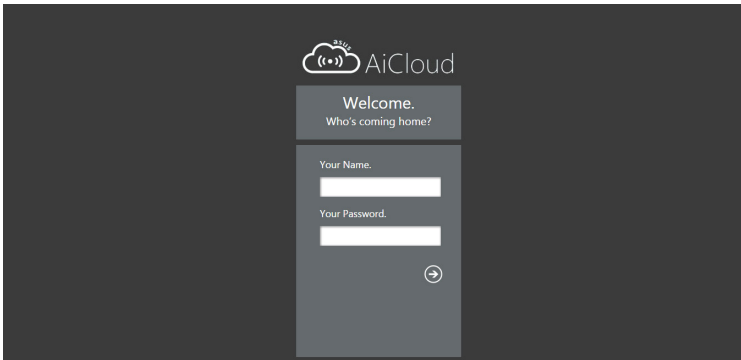 asus
AiCloud
Welcome.
Who's coming home?
Your Name.
Your Password.